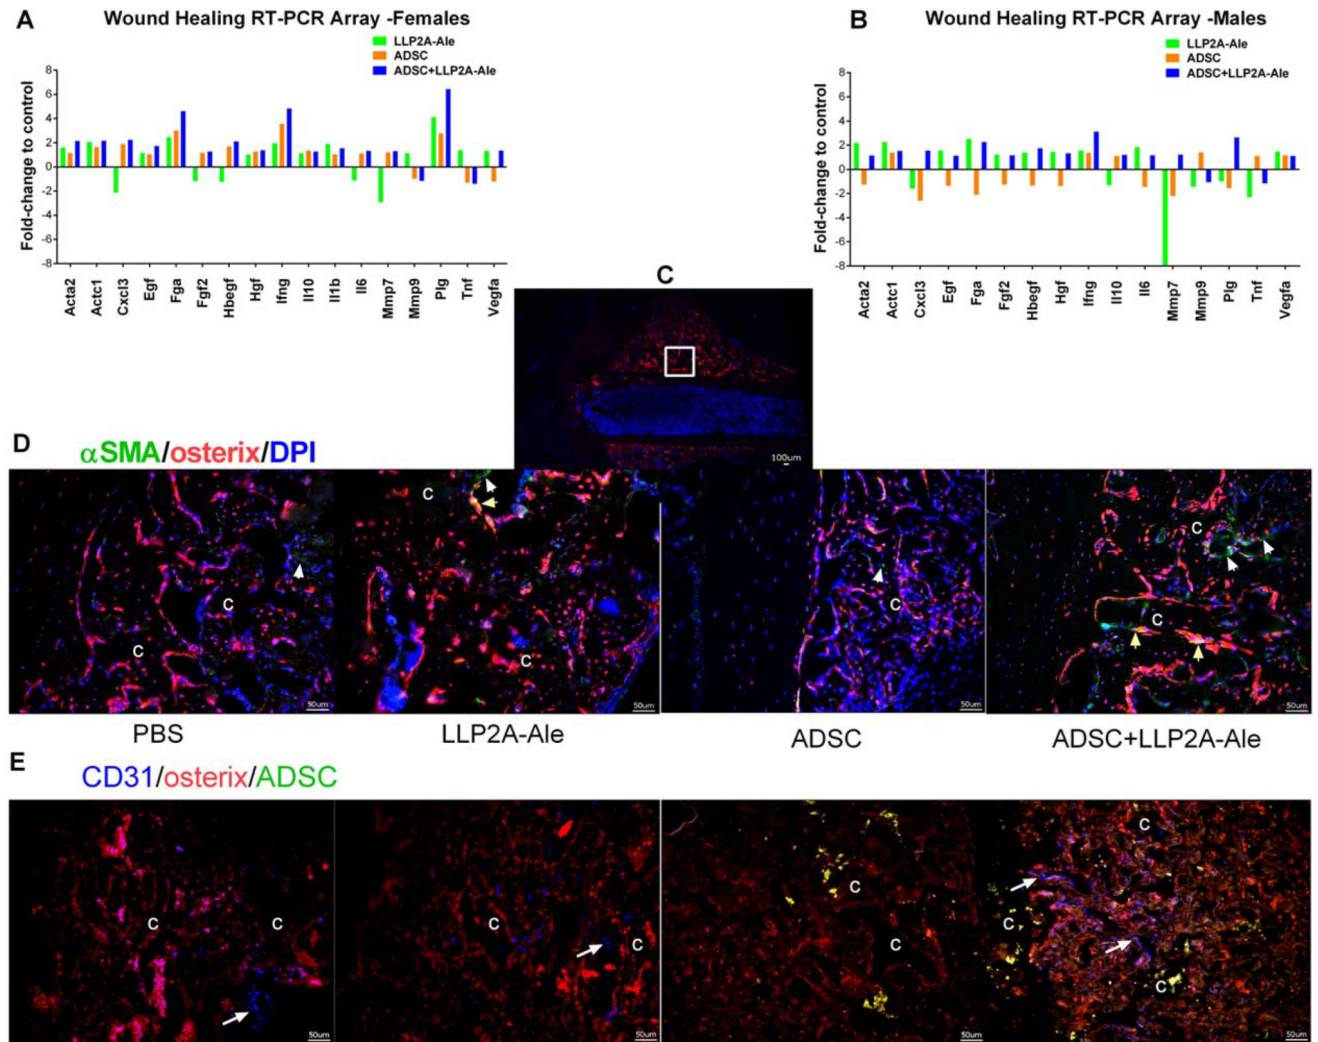 A
Wound Healing RT-PCR Array -Females
LLP2A-Ale
ADSC
ADSC+LLP2A-Ale
Fold-change to control
8
6
4
2
0
-2
-4
-6
-8
Acta2
Actc1
Cxcl3
Egf
Fga
Fgf2
Hbegf
Hgf
Ifng
Il10
Il1b
Il6
Mmp7
Mmp9
Plg
Tnf
Vegfa
B
Wound Healing RT-PCR Array -Males
LLP2A-Ale
ADSC
ADSC+LLP2A-Ale
Fold-change to control
8
6
4
2
0
-2
-4
-6
-8
Acta2
Actc1
Cxcl3
Egf
Fga
Fgf2
Hbegf
Hgf
Ifng
Il10
Il6
Mmp7
Mmp9
Plg
Tnf
Vegfa
C
100um
D
αSMA/osterix/DPI
C
C
50um
C
C
50um
C
50um
C
C
50um
PBS
LLP2A-Ale
ADSC
ADSC+LLP2A-Ale
E
CD31/osterix/ADSC
C
C
50um
C
C
50um
C
C
50um
C
C
C
50um